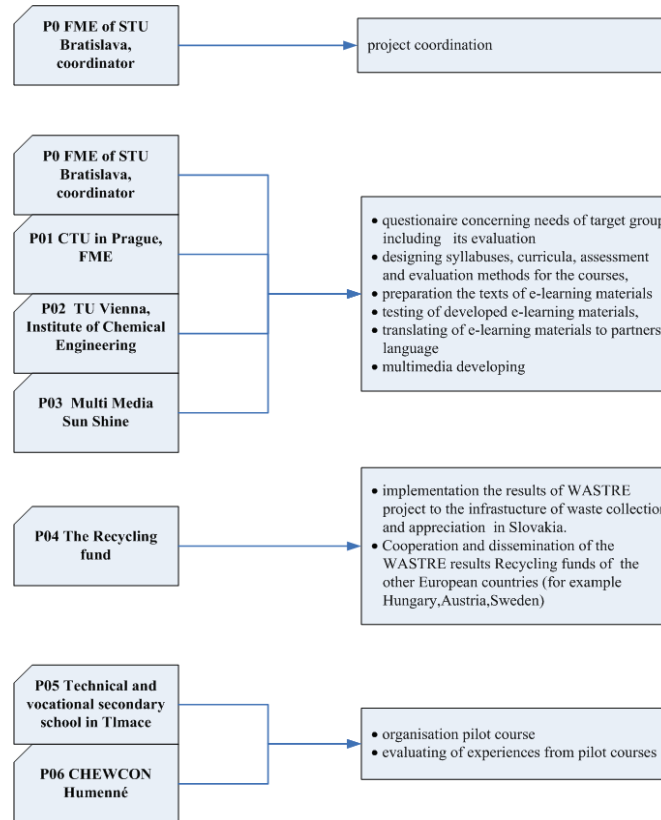 P0 FME of STU
Bratislava,
coordinator
project coordination
P0 FME of STU
Bratislava,
coordinator
P01 CTU in Prague,
FME
P02 TU Vienna,
Institute of Chemical
Engineering
P03 Multi Media
Sun Shine
• questionaire concerning needs of target group
including its evaluation
• designing syllabuses, curricula, assessment
and evaluation methods for the courses,
• preparation the texts of e-learning materials
• testing of developed e-learning materials,
• translating of e-learning materials to partners
language
• multimedia developing
P04 The Recycling
fund
• implementation the results of WASTRE
project to the infrastucture of waste collection
and appreciation in Slovakia.
• Cooperation and dissemination of the
WASTRE results Recycling funds of the
other European countries (for example
Hungary,Austria,Sweden)
P05 Technical and
vocational secondary
school in Tlmace
P06 CHEWCON
Humenné
• organisation pilot course
• evaluating of experiences from pilot courses